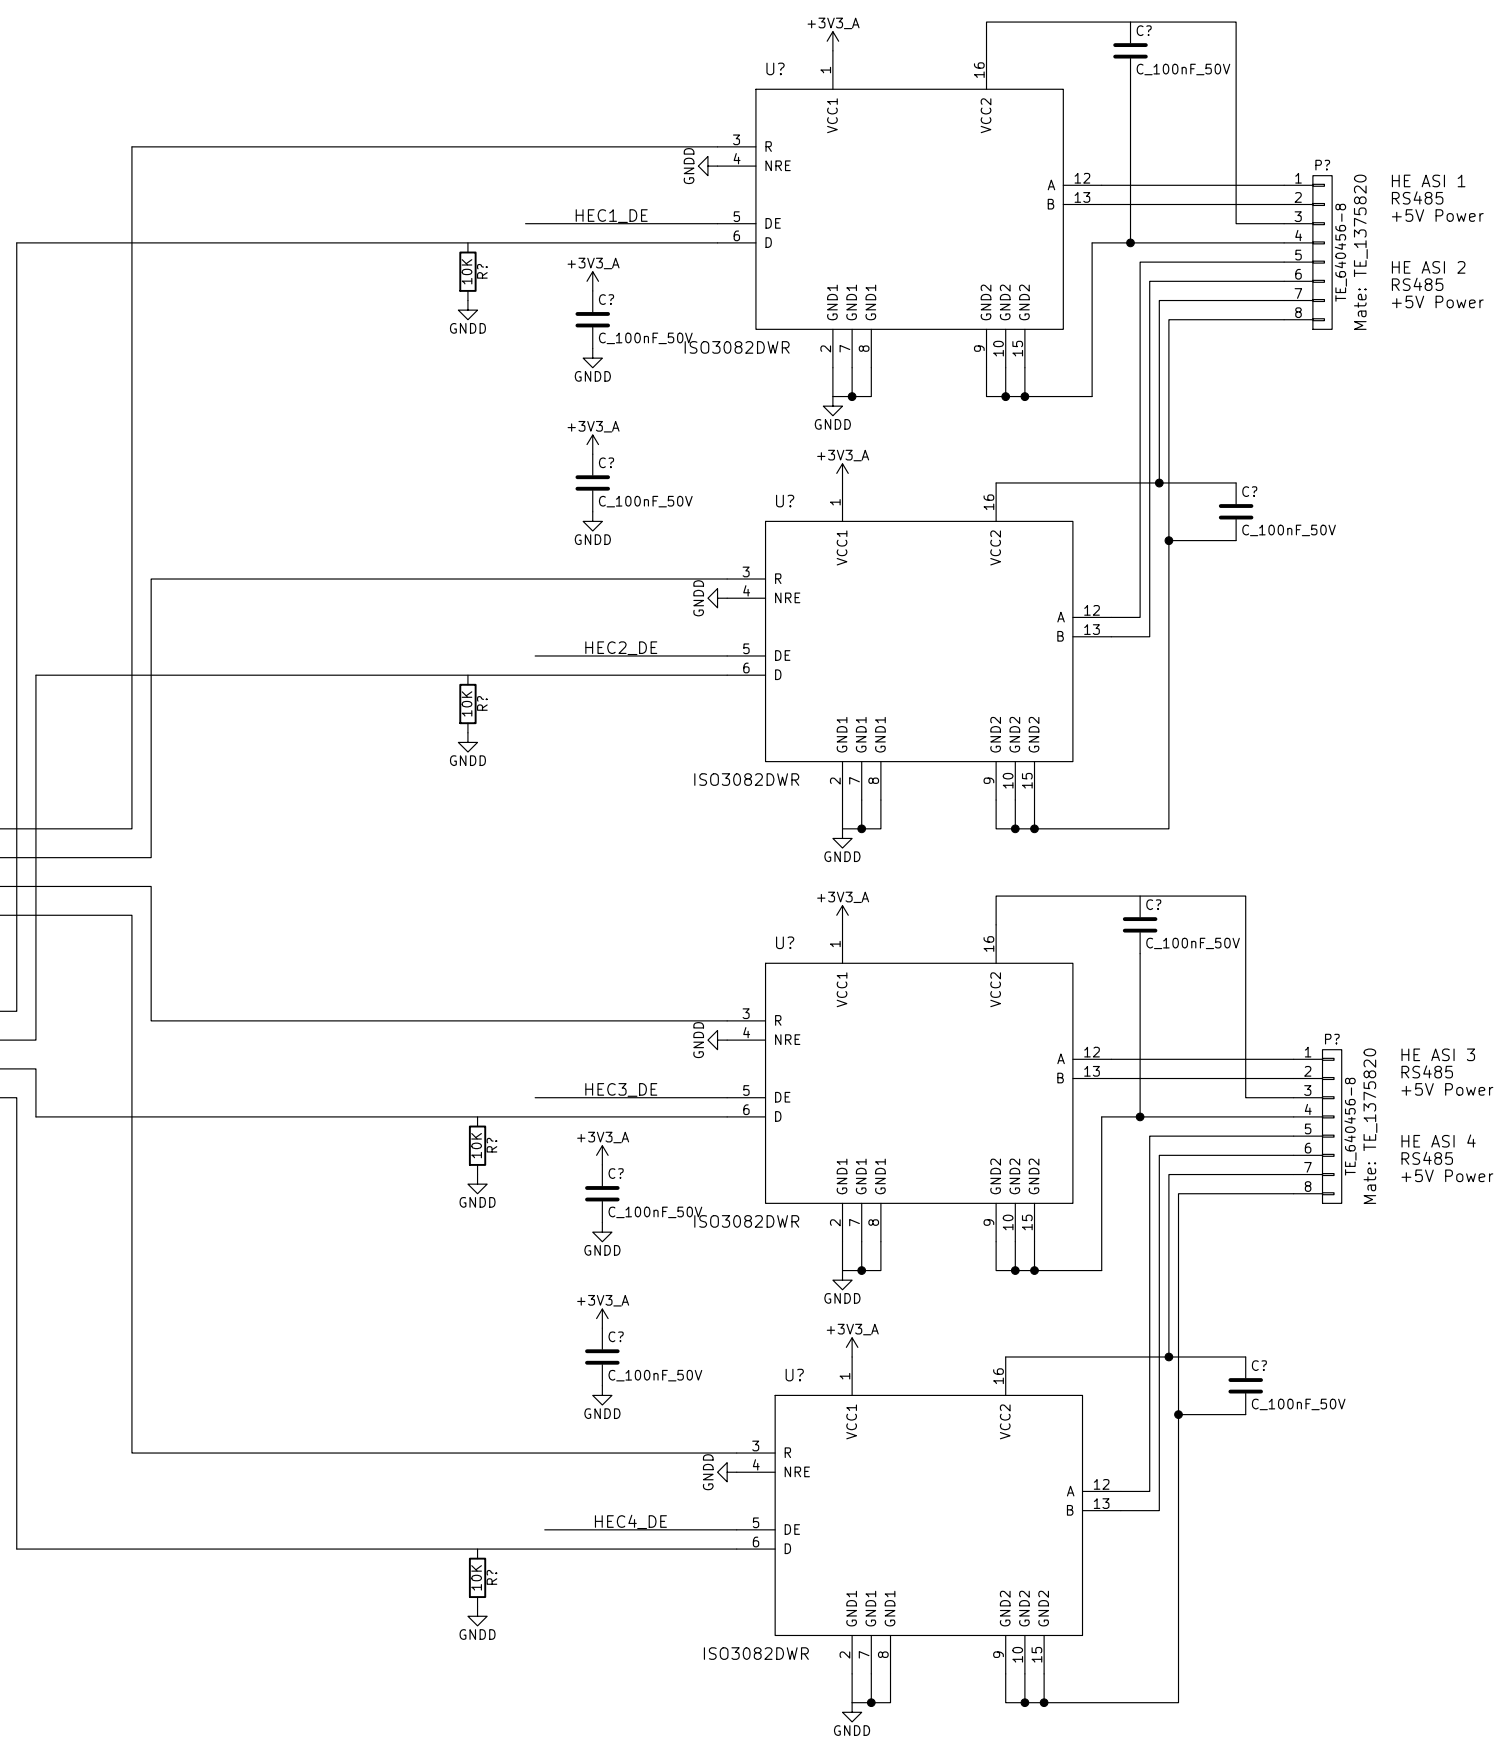 +3V3_A
C?
C_100nF_50V
U?
1
16
VCC1
VCC2
3
R
GNDD
4
NRE
A
12
B
13
HEC1_DE
5
DE
6
D
10K
R?
GNDD
+3V3_A
C?
C_100nF_50V
GNDD
GND1
GND1
GND1
GND2
GND2
GND2
ISO3082DWR
2
7
8
9
10
15
GNDD
P?
1
2
3
4
5
6
7
8
TE_640456-8
Mate: TE_1375820
HE ASI 1
RS485
+5V Power
HE ASI 2
RS485
+5V Power
+3V3_A
C?
C_100nF_50V
GNDD
+3V3_A
U?
1
16
VCC1
VCC2
C?
C_100nF_50V
3
R
GNDD
4
NRE
A
12
B
13
HEC2_DE
5
DE
6
D
10K
R?
GNDD
GND1
GND1
GND1
GND2
GND2
GND2
ISO3082DWR
2
7
8
9
10
15
GNDD
+3V3_A
C?
C_100nF_50V
U?
1
16
VCC1
VCC2
3
R
GNDD
4
NRE
A
12
B
13
HEC3_DE
5
DE
6
D
10K
R?
GNDD
+3V3_A
C?
C_100nF_50V
GNDD
GND1
GND1
GND1
GND2
GND2
GND2
ISO3082DWR
2
7
8
9
10
15
GNDD
P?
1
2
3
4
5
6
7
8
TE_640456-8
Mate: TE_1375820
HE ASI 3
RS485
+5V Power
HE ASI 4
RS485
+5V Power
+3V3_A
C?
C_100nF_50V
GNDD
+3V3_A
U?
1
16
VCC1
VCC2
C?
C_100nF_50V
3
R
GNDD
4
NRE
A
12
B
13
HEC4_DE
5
DE
6
D
10K
R?
GNDD
GND1
GND1
GND1
GND2
GND2
GND2
ISO3082DWR
2
7
8
9
10
15
GNDD